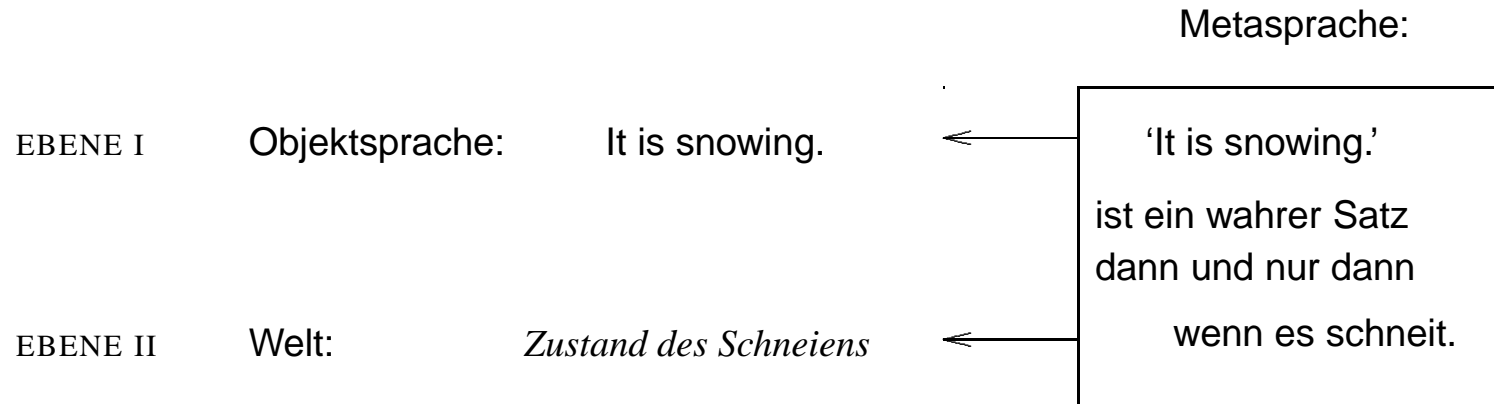 Metasprache:
EBENE I Objektsprache: It is snowing. ‘It is snowing.’
ist ein wahrer Satz
dann und nur dann
EBENE II Welt: Zustand des Schneiens wenn es schneit.